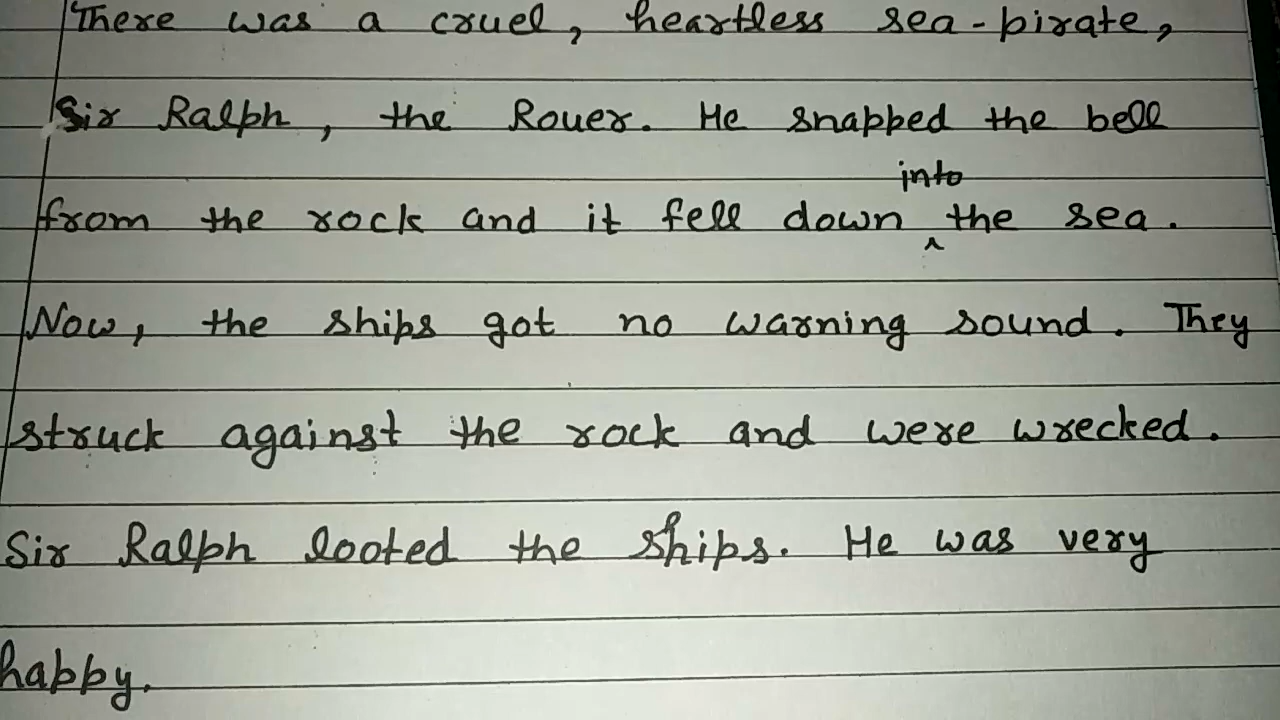 There was a cruel, heartless sea-pirate,
Sir Ralph, the Rouer. He snapped the bell
from the rock and it fell down into the sea.
Now, the ships got no warning sound. They
struck against the rock and were wrecked.
Sir Ralph looted the ships. He was very
happy.